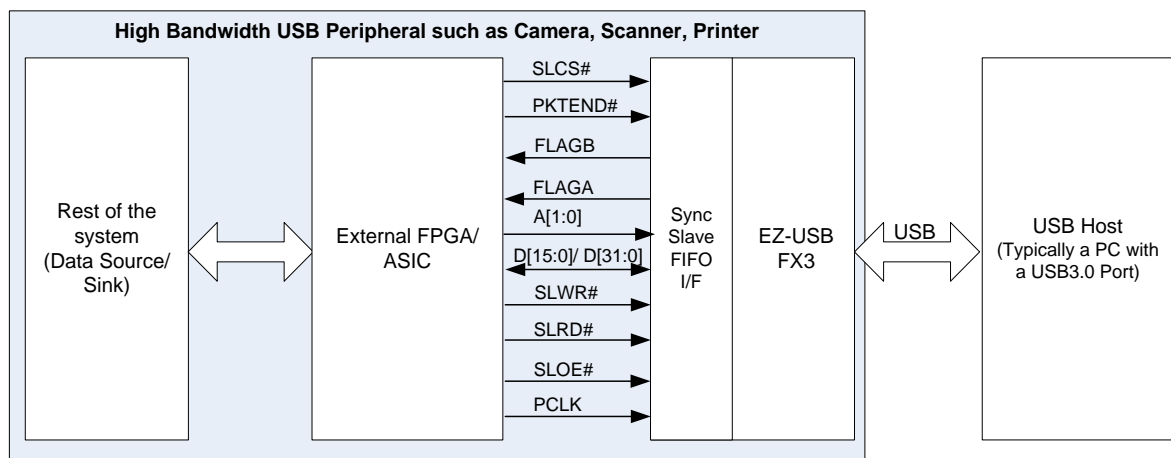 High Bandwidth USB Peripheral such as Camera, Scanner, Printer
Rest of the
system
(Data Source/
Sink)
External FPGA/
ASIC
SLCS#
PKTEND#
FLAGB
FLAGA
A[1:0]
D[15:0]/ D[31:0]
SLWR#
SLRD#
SLOE#
PCLK
Sync
Slave
FIFO
I/F
EZ-USB
FX3
USB
USB Host
(Typically a PC with
a USB3.0 Port)